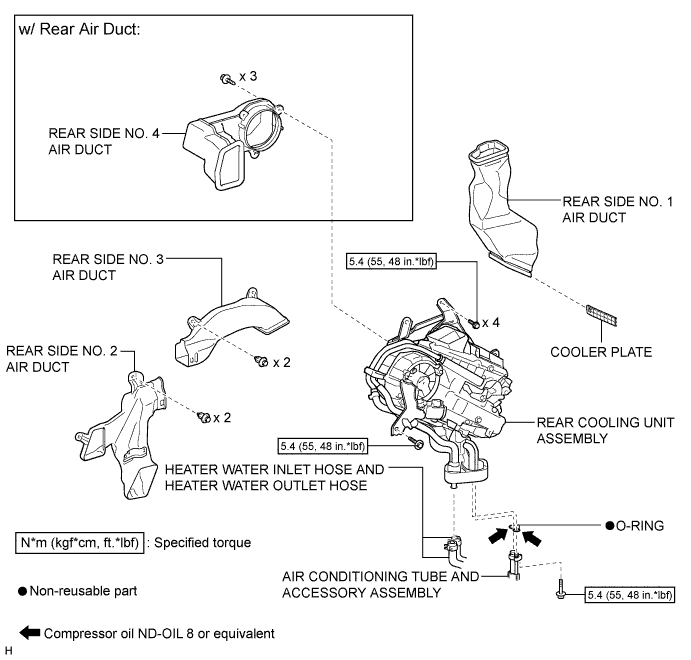 w/ Rear Air Duct:
x 3
REAR SIDE NO. 4
AIR DUCT
REAR SIDE NO. 1
AIR DUCT
REAR SIDE NO. 3
AIR DUCT
5.4 (55, 48 in.*lbf)
x 4
COOLER PLATE
REAR SIDE NO. 2
AIR DUCT
x 2
x 2
REAR COOLING UNIT
ASSEMBLY
5.4 (55, 48 in.*lbf)
HEATER WATER INLET HOSE AND
HEATER WATER OUTLET HOSE
●O-RING
N*m (kgf*cm, ft.*lbf) : Specified torque
AIR CONDITIONING TUBE AND
ACCESSORY ASSEMBLY
5.4 (55, 48 in.*lbf)
● Non-reusable part
Compressor oil ND-OIL 8 or equivalent
H